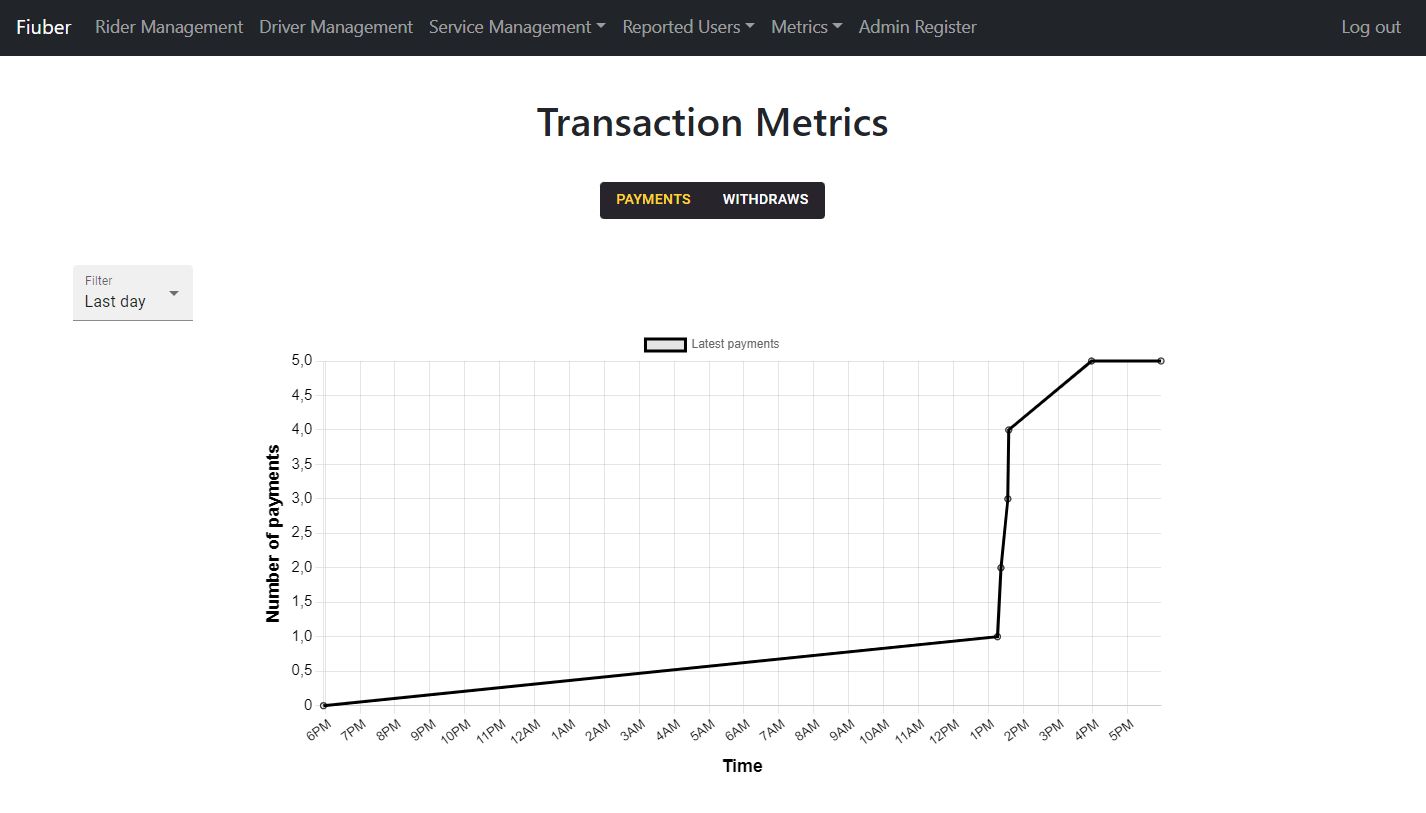 Fiuber Rider Management Driver Management Service Management Reported Users Metrics Admin Register Log out
Transaction Metrics
PAYMENTS WITHDRAWS
Filter
Last day
Latest payments
5,0
4,5
4,0
3,5
3,0
2,5
2,0
1,5
1,0
0,5
0
Number of payments
6PM 7PM 8PM 9PM 10PM 11PM 12AM 1AM 2AM 3AM 4AM 5AM 6AM 7AM 8AM 9AM 10AM 11AM 12PM 1PM 2PM 3PM 4PM 5PM
Time